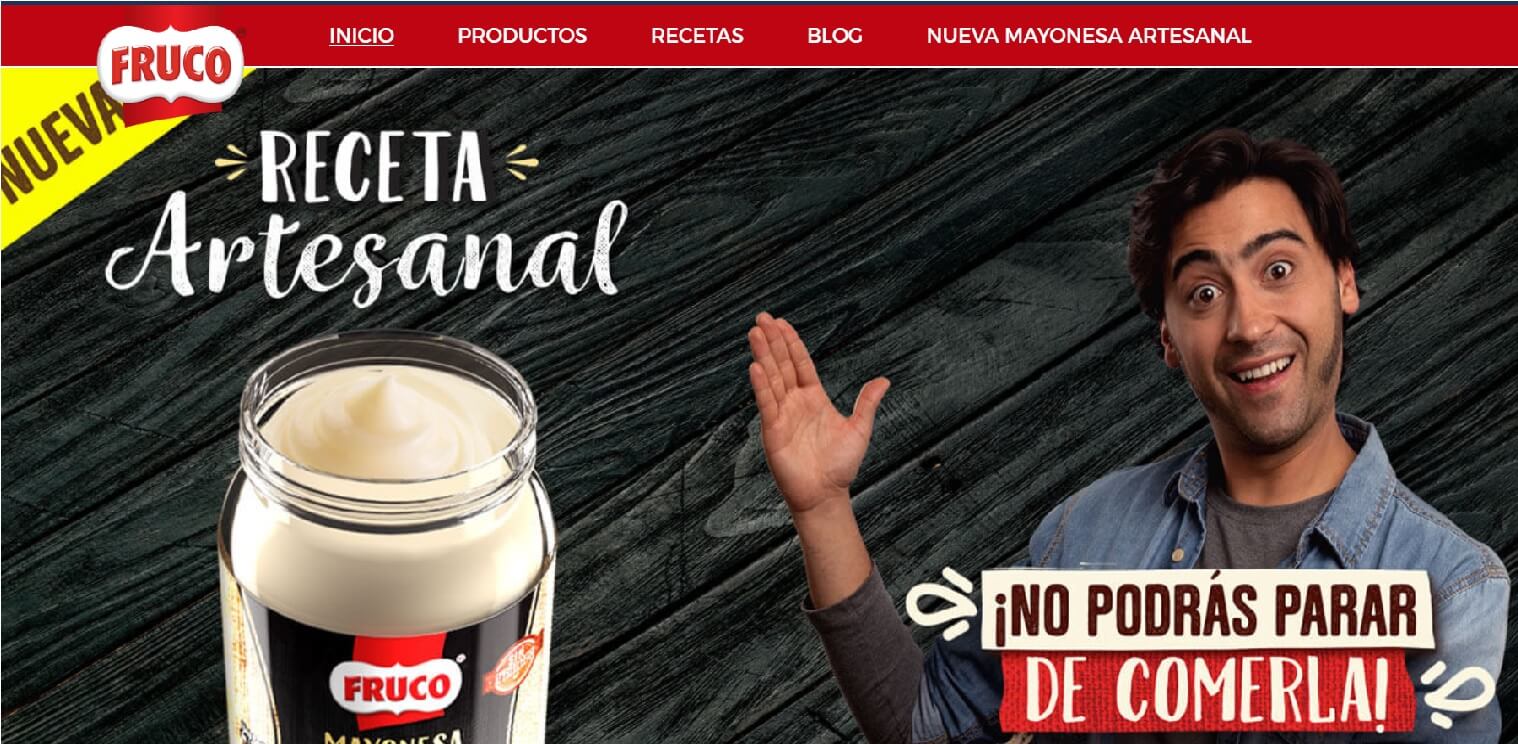 FRUCO
INICIO PRODUCTOS RECETAS BLOG NUEVA MAYONESA ARTESANAL
NUEVA
RECETA
Artesanal
¡NO PODRÁS PARAR
DE COMERLA!
FRUCO
MAYONESA